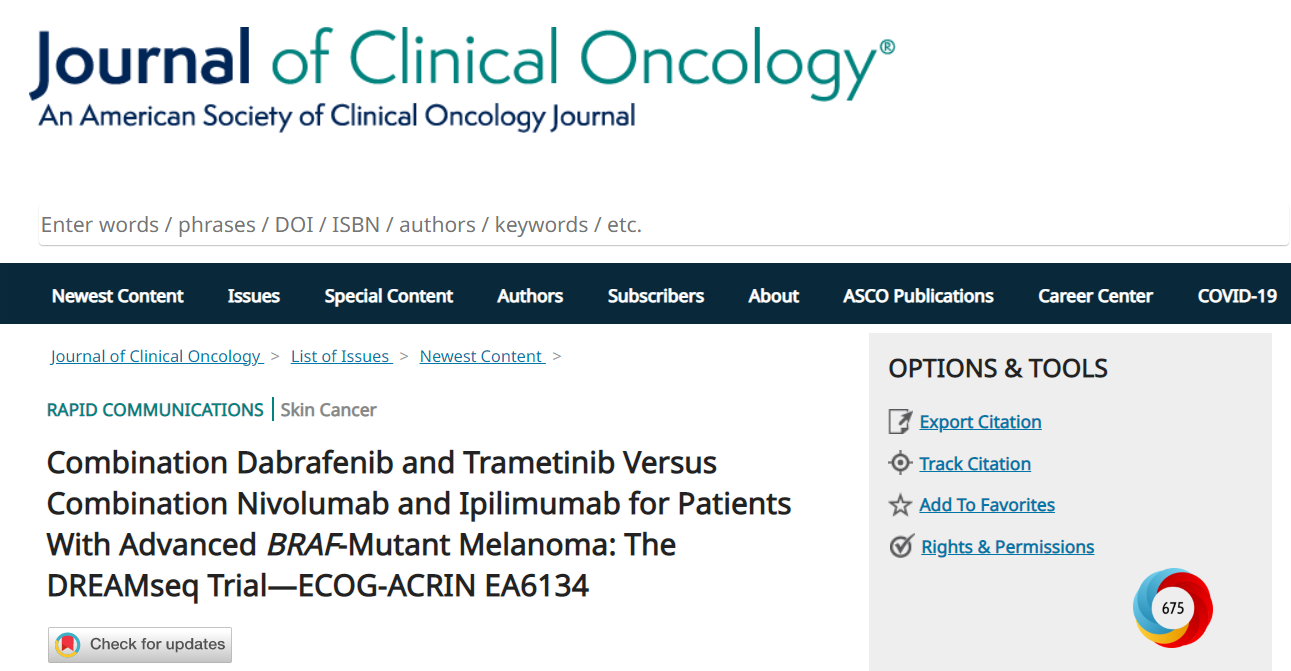 Journal of Clinical Oncology®
An American Society of Clinical Oncology Journal
Enter words / phrases / DOI / ISBN / authors / keywords / etc.
Newest Content Issues Special Content Authors Subscribers About ASCO Publications Career Center COVID-19
Journal of Clinical Oncology > List of Issues > Newest Content >
RAPID COMMUNICATIONS | Skin Cancer
Combination Dabrafenib and Trametinib Versus
Combination Nivolumab and Ipilimumab for Patients
With Advanced BRAF-Mutant Melanoma: The
DREAMseq Trial—ECOG-ACRIN EA6134
Check for updates
OPTIONS & TOOLS
Export Citation
Track Citation
Add To Favorites
Rights & Permissions
675